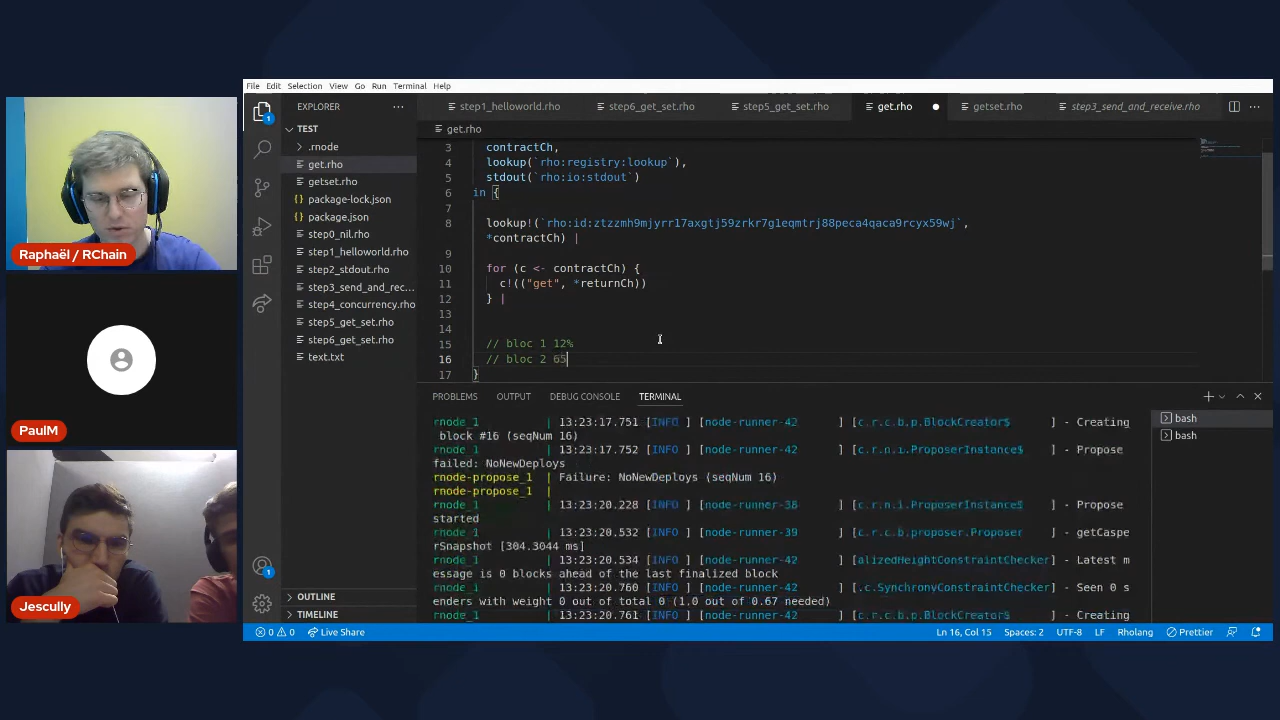 File Edit Selection View Go Run Terminal Help
EXPLORER
step1_helloworld.rho
step6_get_set.rho
step5_get_set.rho
get.rho
getset.rho
step3_send_and_receive.rho
TEST
.rnode
get.rho
getset.rho
package-lock.json
package.json
step0_nil.rho
step1_helloworld.rho
step2_stdout.rho
step3_send_and_rec...
step4_concurrency.rho
step5_get_set.rho
step6_get_set.rho
text.txt
OUTLINE
TIMELINE
get.rho
3 contractCh,
4 lookup(`rho:registry:lookup`),
5 stdout(`rho:io:stdout`)
6 in {
7
8 lookup!(`rho:id:ztzzmh9mjyrr17axgtj59zrkr7g1eqmtrj88peca4qaca9rcyx59wj`,
*contractCh) |
9
10 for (c <- contractCh) {
11 c!(("get", *returnCh))
12 } |
13
14
15 // bloc 1 12%
16 // bloc 2 65
17 }
PROBLEMS OUTPUT DEBUG CONSOLE TERMINAL
rnode_1 | 13:23:17.751 [INFO ] [node-runner-42 ] [c.r.c.b.p.BlockCreator$ ] - Creating
block #16 (seqNum 16)
rnode_1 | 13:23:17.752 [INFO ] [node-runner-42 ] [c.r.n.i.ProposerInstance$ ] - Propose
failed: NoNewDeploys
rnode-propose_1 | Failure: NoNewDeploys (seqNum 16)
rnode-propose_1 |
rnode_1 | 13:23:20.228 [INFO ] [node-runner-38 ] [c.r.n.i.ProposerInstance$ ] - Propose
started
rnode_1 | 13:23:20.532 [INFO ] [node-runner-39 ] [c.r.c.b.proposer.Proposer ] - getCaspe
rSnapshot [304.3044 ms]
rnode_1 | 13:23:20.534 [INFO ] [node-runner-42 ] [alizedHeightConstraintChecker] - Latest m
essage is 0 blocks ahead of the last finalized block
rnode_1 | 13:23:20.760 [INFO ] [node-runner-42 ] [.c.SynchronyConstraintChecker] - Seen 0 s
enders with weight 0 out of total 0 (1.0 out of 0.67 needed)
rnode_1 | 13:23:20.761 [INFO ] [node-runner-42 ] [c.r.c.b.p.BlockCreator$ ] - Creating
bash
bash
0 0
Live Share
Ln 16, Col 15
Spaces: 2
UTF-8
LF
Rholang
Prettier
1
1
Raphaël / RChain
PaulM
Jescully